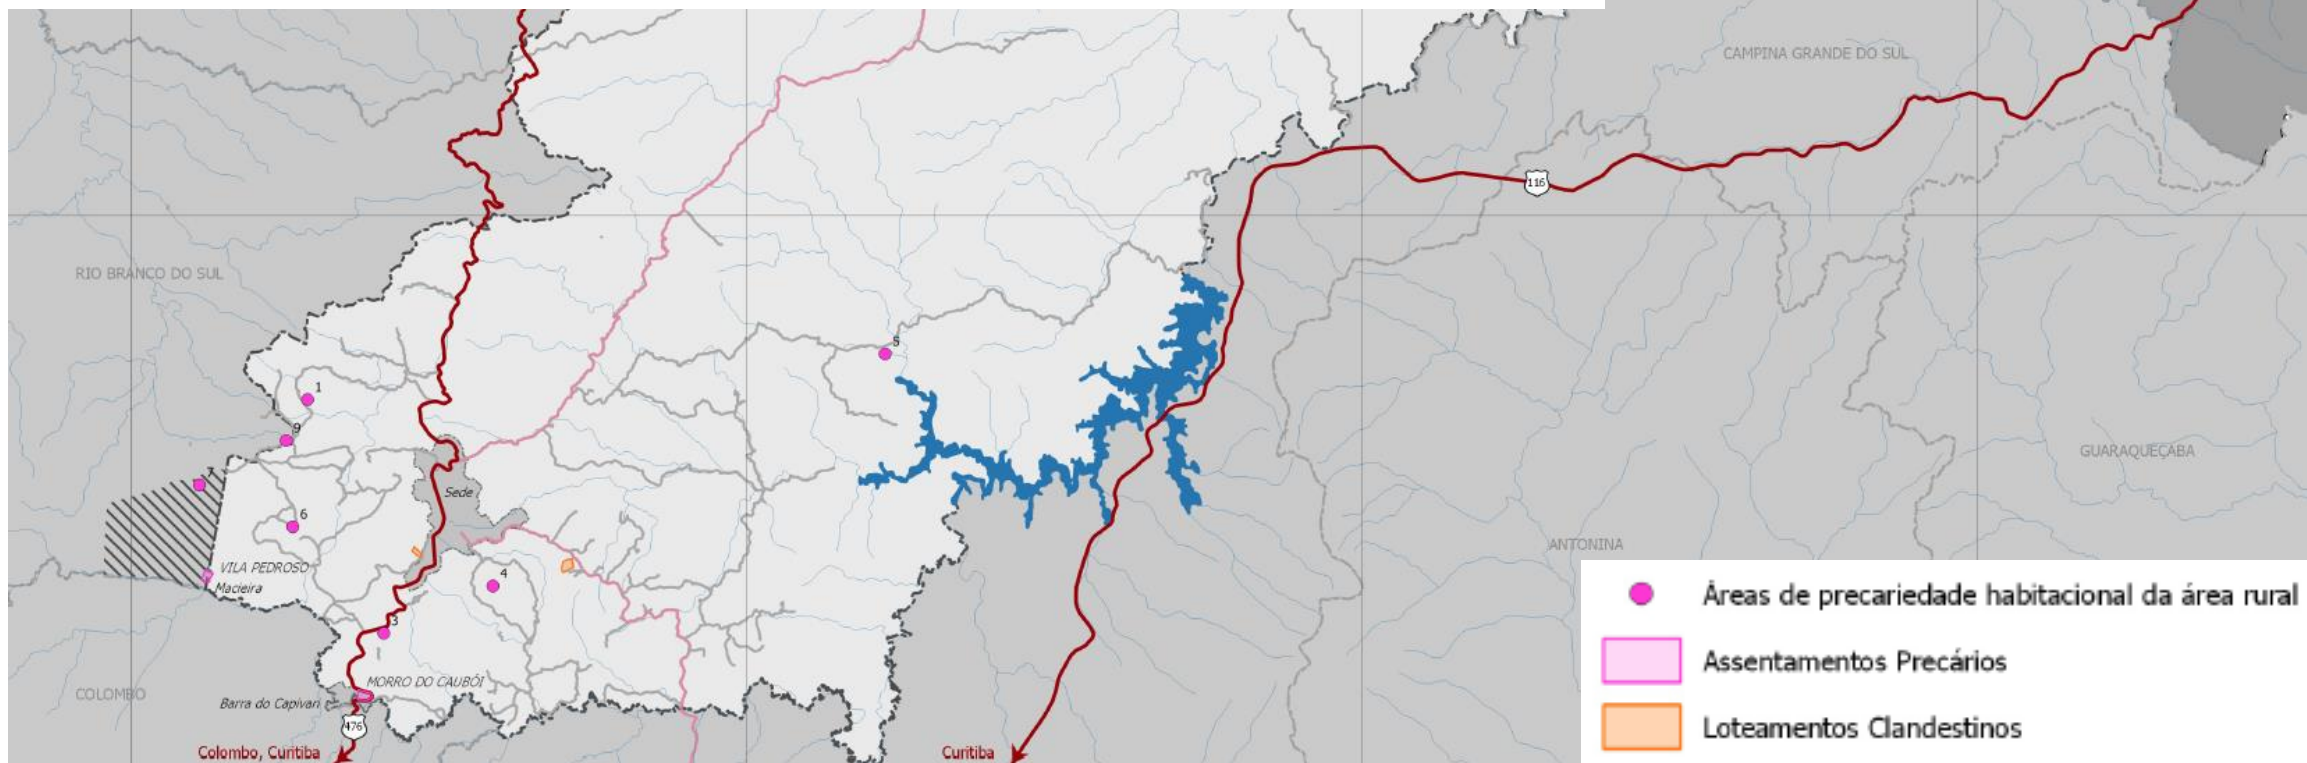 CAMPINA GRANDE DO SUL
116
RIO BRANCO DO SUL
5
1
9
GUARAQUEÇABA
7
Sede
6
ANTONINA
VILA PEDROSO
Macieira
4
3
MORRO DO CAUBÓI
COLOMBO
Barra do Capivari
476
Colombo, Curitiba
Curitiba
Áreas de precariedade habitacional da área rural
Assentamentos Precários
Loteamentos Clandestinos